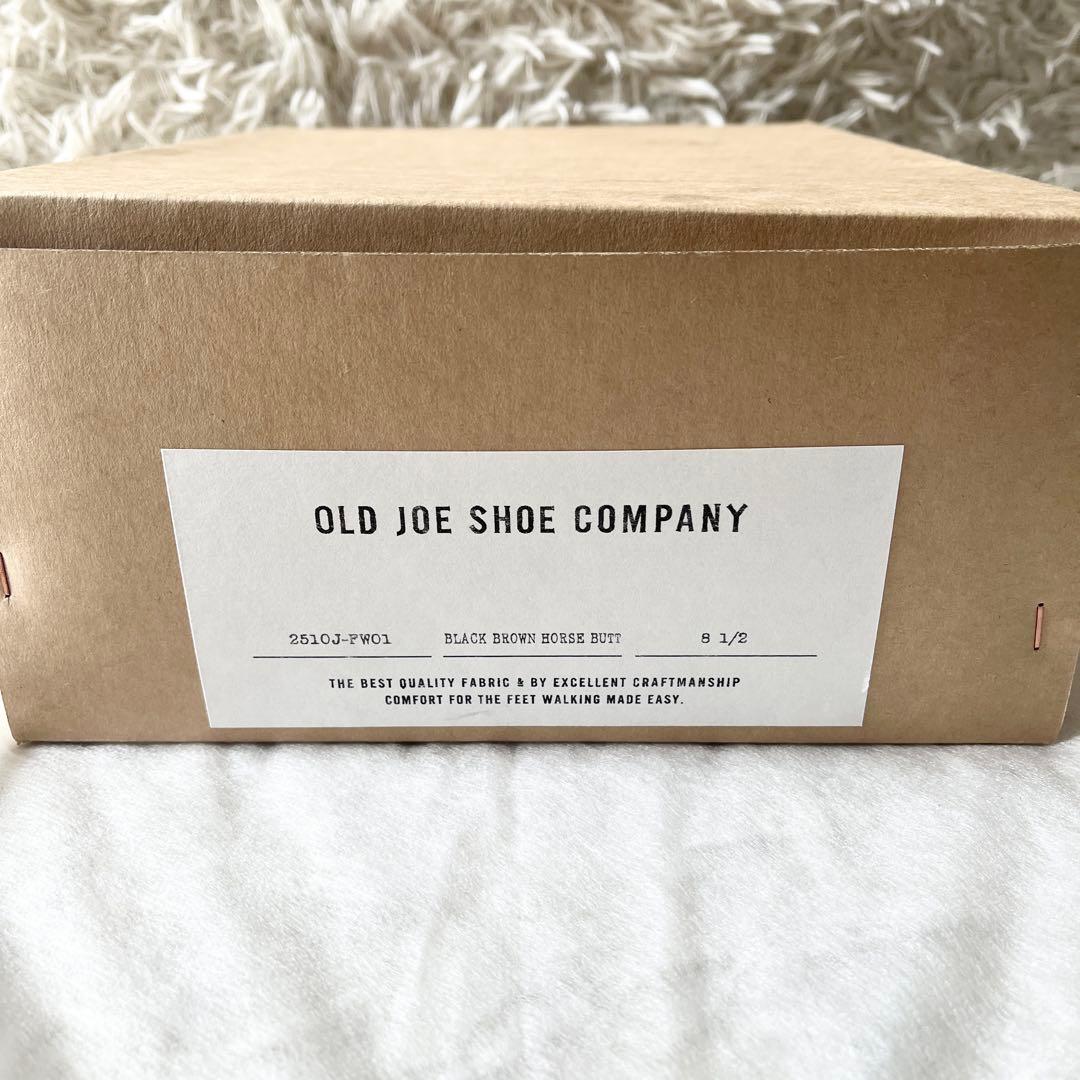 OLD JOE SHOE COMPANY
251OJ-FW01 BLACK BROWN HORSE BUTT 8 1/2
THE BEST QUALITY FABRIC & BY EXCELLENT CRAFTMANSHIP
COMFORT FOR THE FEET WALKING MADE EASY.